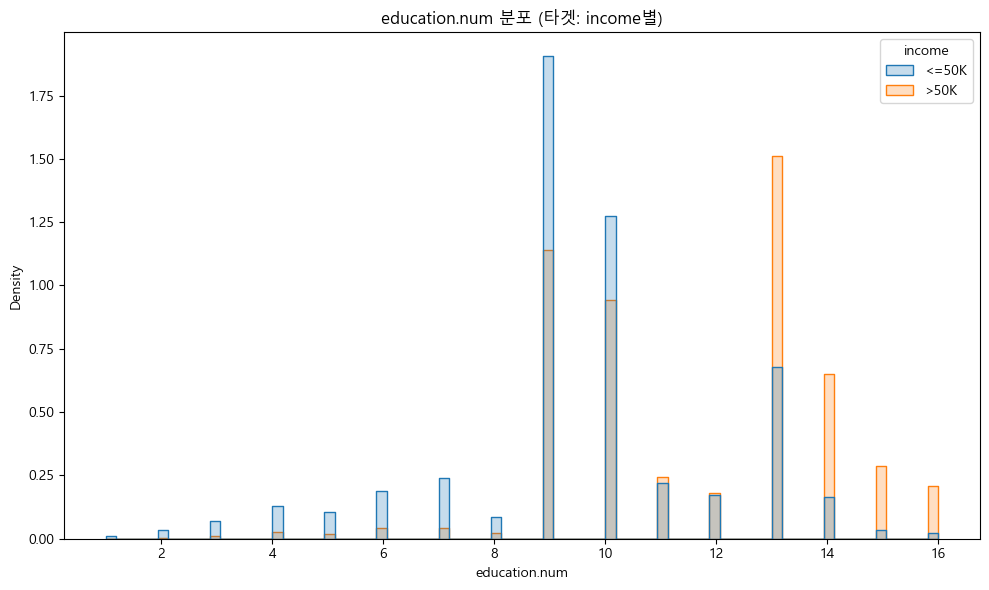 education.num 분포 (타겟: income별)
income
<=50K
>50K
1.75
1.50
1.25
1.00
0.75
0.50
0.25
0.00
Density
2 4 6 8 10 12 14 16
education.num